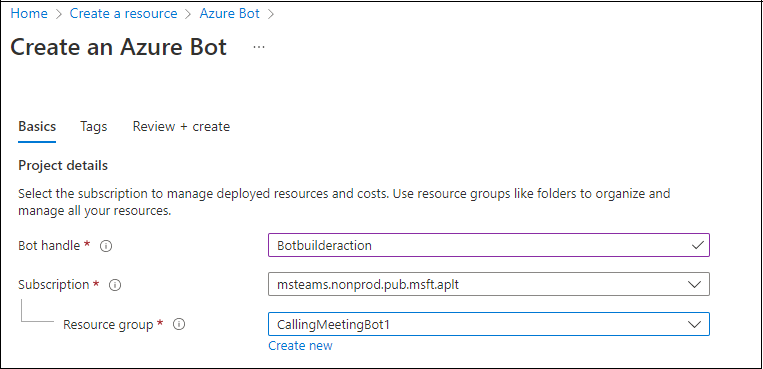 Home > Create a resource > Azure Bot >
Create an Azure Bot ...
Basics Tags Review + create
Project details
Select the subscription to manage deployed resources and costs. Use resource groups like folders to organize and
manage all your resources.
Bot handle * Botbuilderaction
Subscription * msteams.nonprod.pub.msft.aplt
Resource group * CallingMeetingBot1
Create new